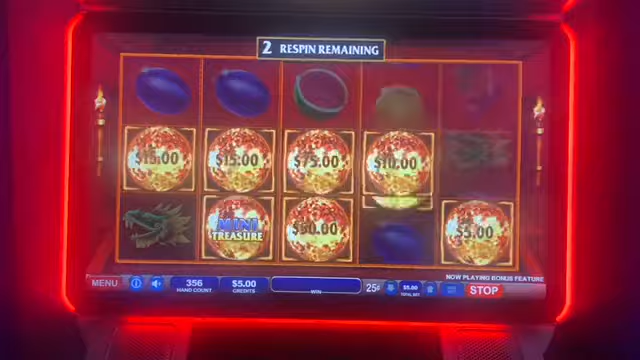 2 RESPIN REMAINING
$15.00 $15.00 $75.00 $10.00
MINI
TREASURE
$50.00
$5.00
NOW PLAYING BONUS FEATURE
MENU
356
HAND COUNT
$5.00
CREDITS
WIN
25¢
$5.00
TOTAL BET
STOP